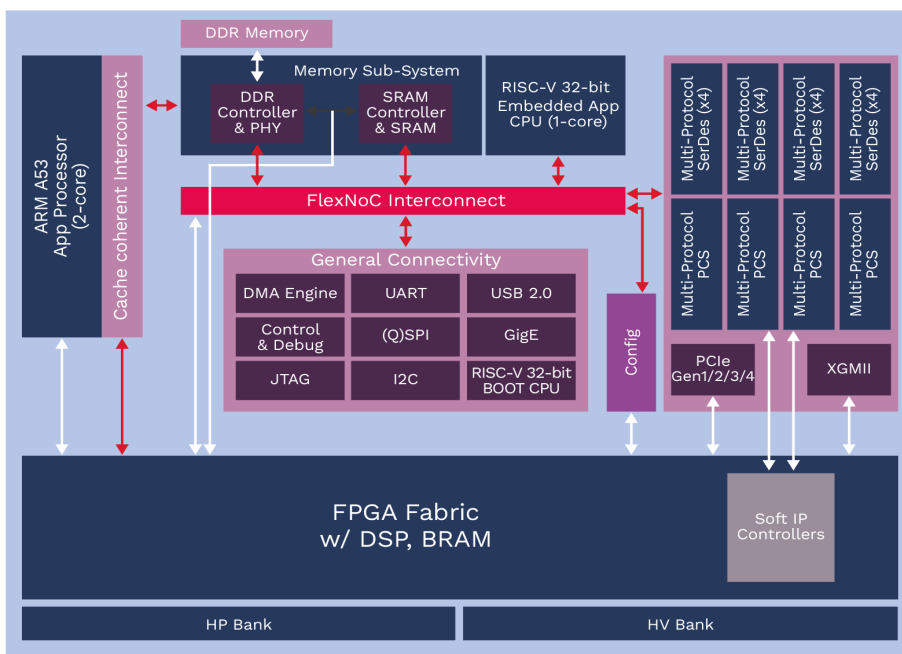 DDR Memory
ARM A53
App Processor
(2-core)
Cache coherent Interconnect
Memory Sub-System
DDR
Controller
& PHY
SRAM
Controller
& SRAM
RISC-V 32-bit
Embedded App
CPU (1-core)
Multi-Protocol
SerDes (x4)
Multi-Protocol
SerDes (x4)
Multi-Protocol
SerDes (x4)
Multi-Protocol
SerDes (x4)
FlexNoC Interconnect
Multi-Protocol
PCS
Multi-Protocol
PCS
Multi-Protocol
PCS
Multi-Protocol
PCS
General Connectivity
DMA Engine
UART
USB 2.0
Control
& Debug
(Q)SPI
GigE
JTAG
I2C
RISC-V 32-bit
BOOT CPU
Config
PCIe
Gen1/2/3/4
XGMII
FPGA Fabric
w/ DSP, BRAM
Soft IP
Controllers
HP Bank
HV Bank